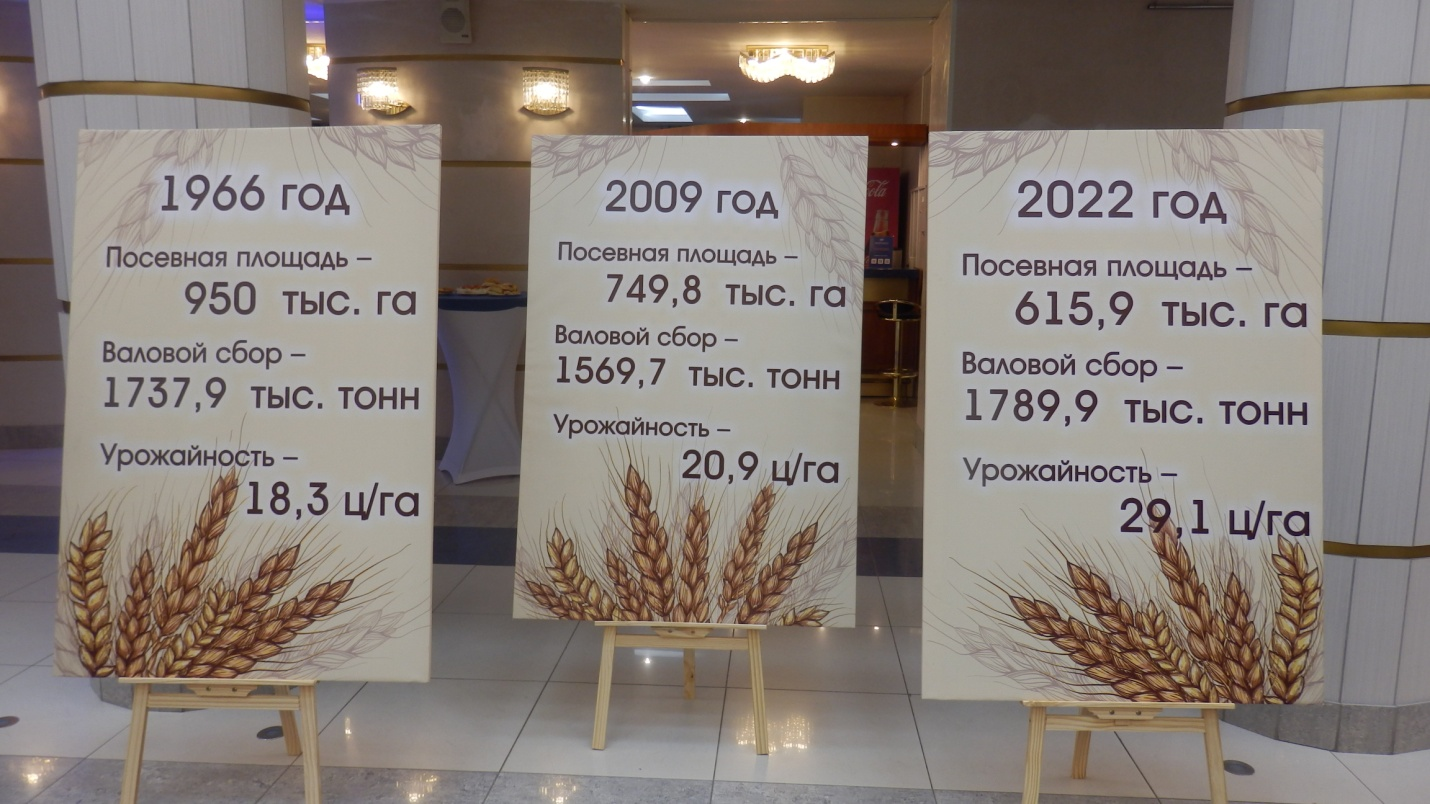 1966 год
Посевная площадь –
950 тыс. га
Валовой сбор –
1737,9 тыс. тонн
Урожайность –
18,3 ц/га
2009 год
Посевная площадь –
749,8 тыс. га
Валовой сбор –
1569,7 тыс. тонн
Урожайность –
20,9 ц/га
2022 год
Посевная площадь –
615,9 тыс. га
Валовой сбор –
1789,9 тыс. тонн
Урожайность –
29,1 ц/га